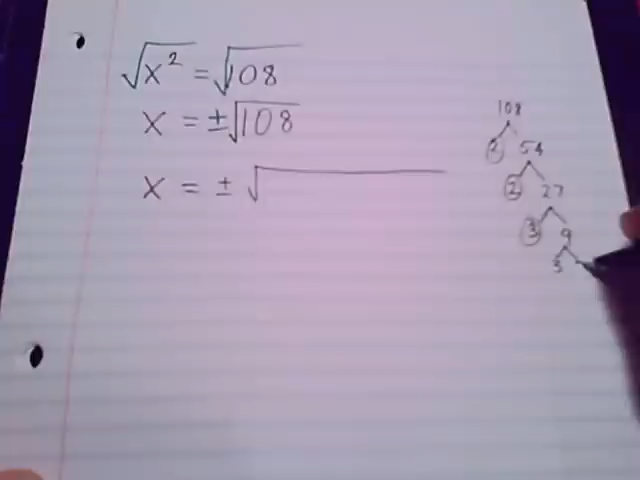 √x² = √108
x = ±√108
x = ± √
108
2 54
2 27
3 9
3